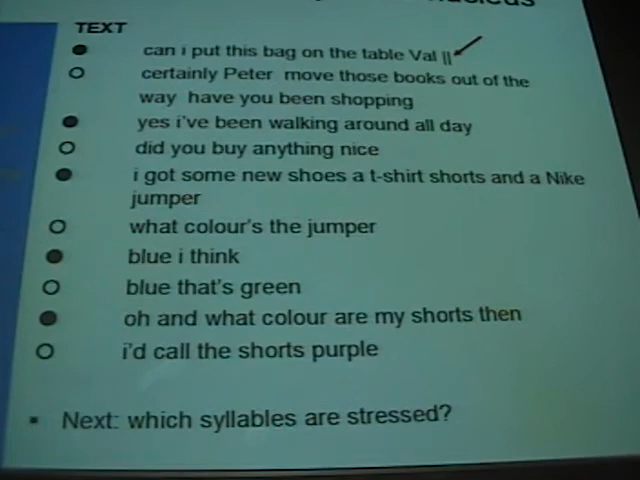 nucleus
TEXT
can i put this bag on the table Val ||
certainly Peter move those books out of the
way have you been shopping
yes i've been walking around all day
did you buy anything nice
i got some new shoes a t-shirt shorts and a Nike
jumper
what colour's the jumper
blue i think
blue that's green
oh and what colour are my shorts then
i'd call the shorts purple
Next: which syllables are stressed?